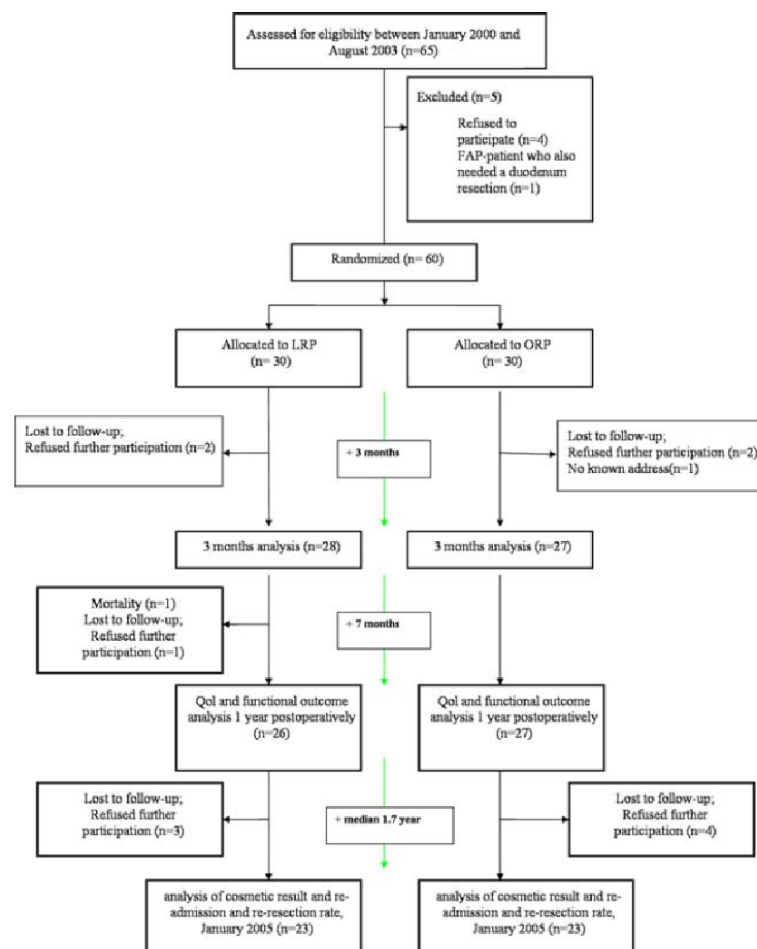 Assessed for eligibility between January 2000 and
August 2003 (n=65)
Excluded (n=5)
Refused to
participate (n=4)
FAP-patient who also
needed a duodenum
resection (n=1)
Randomized (n= 60)
Allocated to LRP
(n= 30)
Allocated to ORP
(n= 30)
Lost to follow-up;
Refused further participation (n=2)
+ 3 months
Lost to follow-up;
Refused further participation (n=2)
No known address(n=1)
3 months analysis (n=28)
3 months analysis (n=27)
Mortality (n=1)
Lost to follow-up;
Refused further
participation (n=1)
+ 7 months
Qol and functional outcome
analysis 1 year postoperatively
(n=26)
Qol and functional outcome
analysis 1 year postoperatively
(n=27)
Lost to follow-up;
Refused further
participation (n=3)
+ median 1.7 year
Lost to follow-up;
Refused further
participation (n=4)
analysis of cosmetic result and re-
admission and re-resection rate,
January 2005 (n=23)
analysis of cosmetic result and re-
admission and re-resection rate,
January 2005 (n=23)